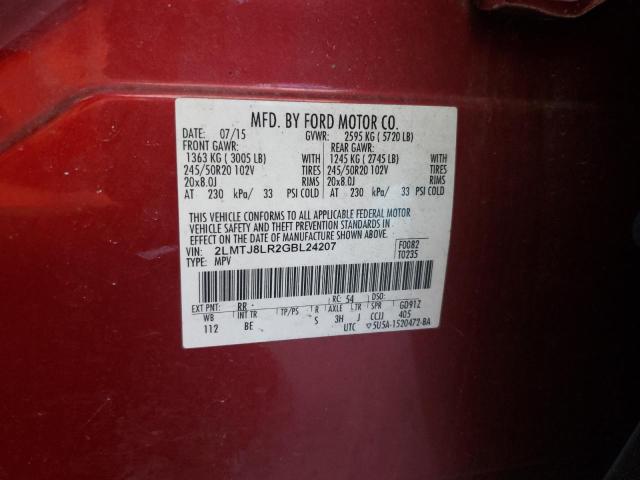 MFD. BY FORD MOTOR CO.
DATE: 07/15 GVWR: 2595 KG ( 5720 LB)
FRONT GAWR: REAR GAWR:
1363 KG ( 3005 LB) WITH 1245 KG ( 2745 LB) WITH
245/50R20 102V TIRES 245/50R20 102V TIRES
20x8.0J RIMS 20x8.0J RIMS
AT 230 kPa/ 33 PSI COLD AT 230 kPa/ 33 PSI COLD
THIS VEHICLE CONFORMS TO ALL APPLICABLE FEDERAL MOTOR
VEHICLE SAFETY AND THEFT PREVENTION STANDARDS IN
EFFECT ON THE DATE OF MANUFACTURE SHOWN ABOVE.
VIN: 2LMTJ8LR2GBL24207 F0082
TYPE: MPV T0235
EXT PNT: RR RC: 54 DSO:
WB INT TR TP/PS R AXLE TR SPR GD91Z
112 BE S 3H J CCJJ 405
UTC ▽5U5A-1520472-BA